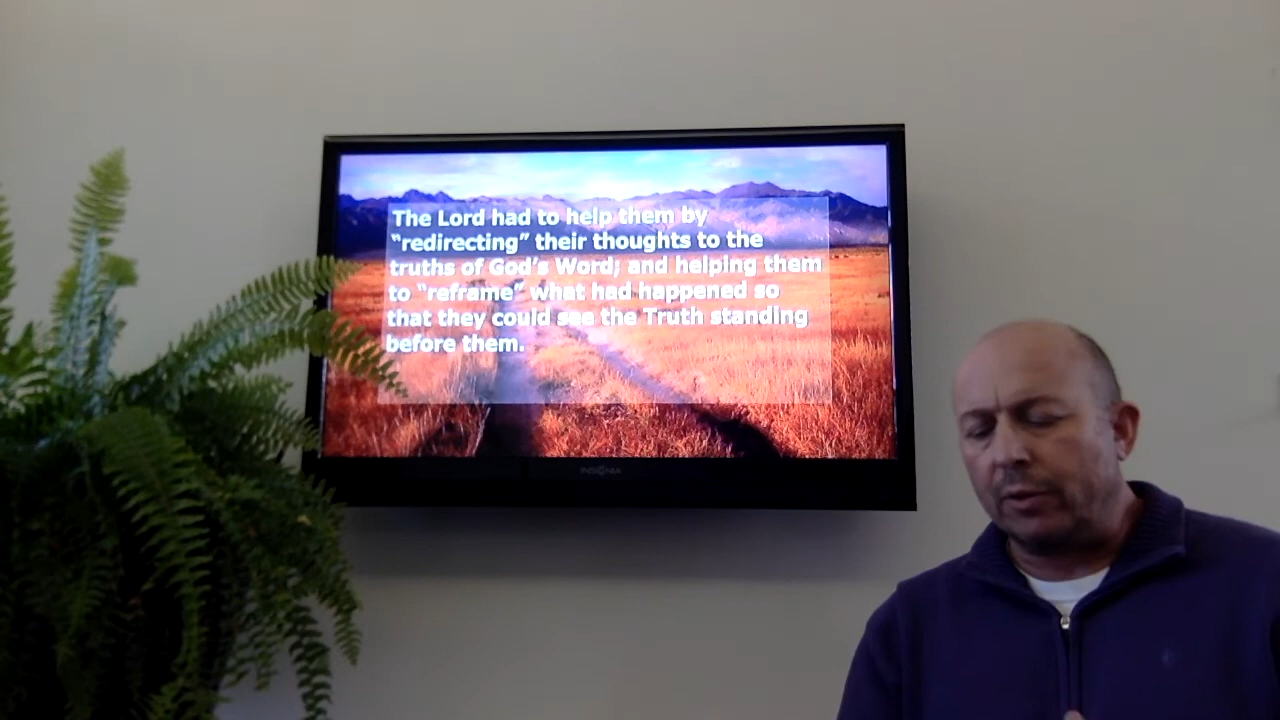 The Lord had to help them by
“redirecting” their thoughts to the
truths of God’s Word; and helping them
to “reframe” what had happened so
that they could see the Truth standing
before them.
INSIGNIA